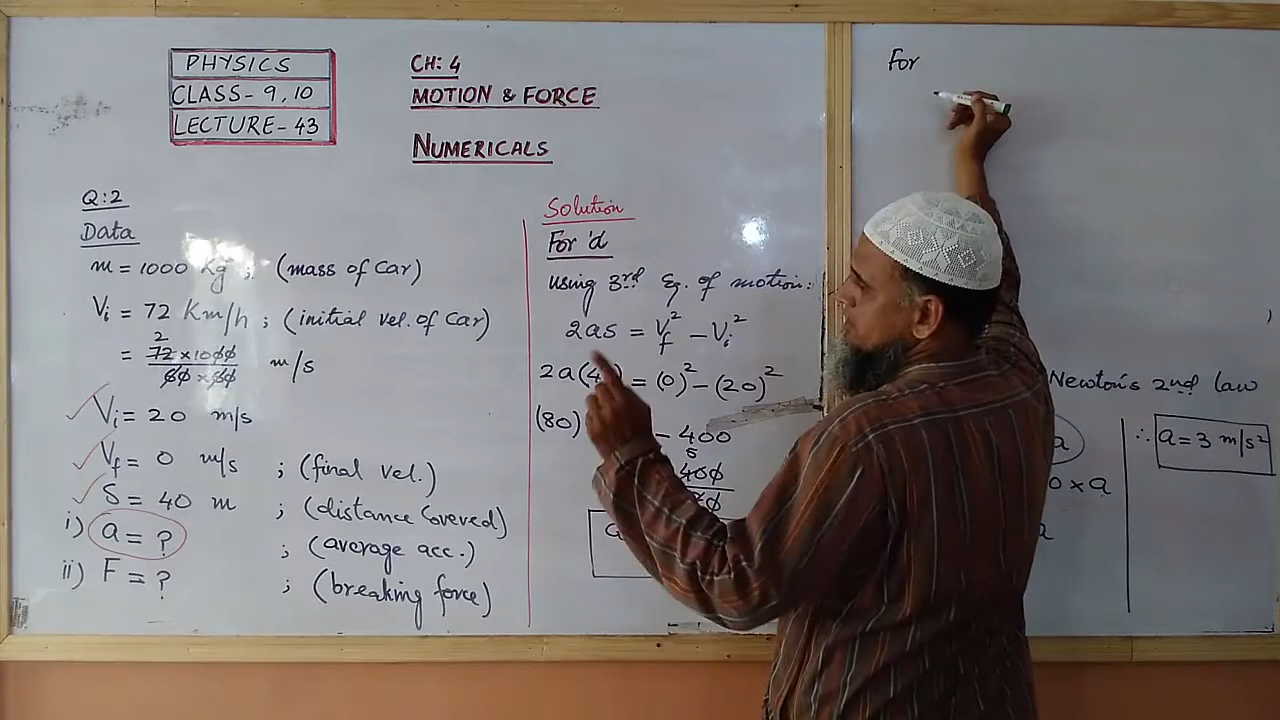 PHYSICS
CLASS- 9, 10
LECTURE- 43
CH: 4
MOTION & FORCE
NUMERICALS
Q:2
Data
m = 1000 Kg ; (mass of Car)
Vi = 72 Km/h ; (initial vel. of Car)
= 2 72 × 1000 / 60 × 60 m/s
Vi = 20 m/s
Vf = 0 m/s ; (final vel.)
S = 40 m ; (distance Covered)
i) a = ? ; (average acc.)
ii) F = ? ; (breaking force)
Solution
For 'a'
Using 3rd Eq. of motion:
2as = Vf² – Vi²
2a(4 ) = (0)² – (20)²
(80) – 400
5
400
a
For
Newton's 2nd law
a
0 × a
a
∴ a = 3 m/s²